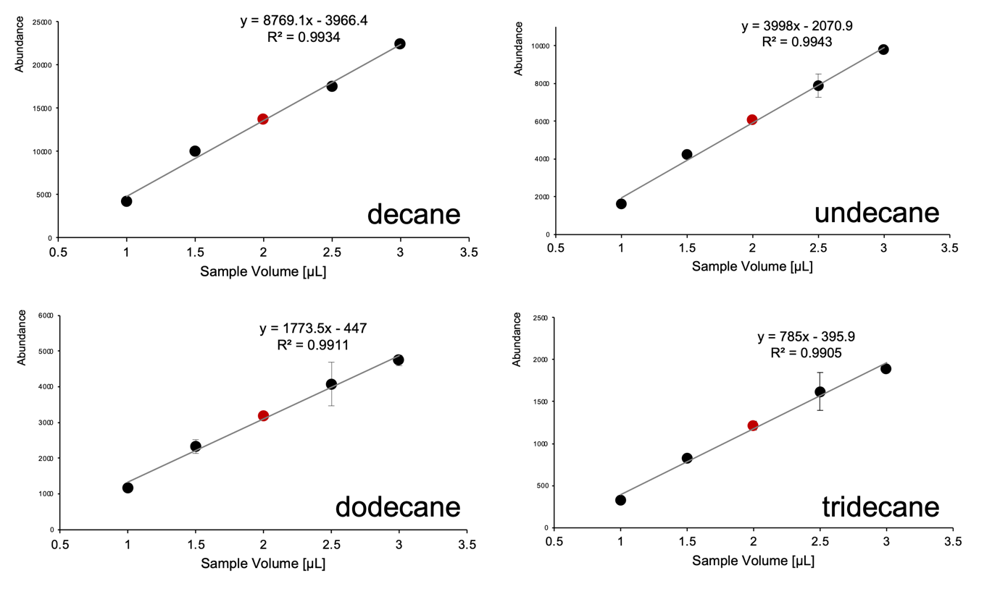 Abundance
25000
20000
15000
10000
5000
0
y = 8769.1x - 3966.4
R² = 0.9934
decane
0.5 1 1.5 2 2.5 3 3.5
Sample Volume [µL]
Abundance
10000
8000
6000
4000
2000
0
y = 3998x - 2070.9
R² = 0.9943
undecane
0.5 1 1.5 2 2.5 3 3.5
Sample Volume [µL]
Abundance
6000
5000
4000
3000
2000
1000
0
y = 1773.5x - 447
R² = 0.9911
dodecane
0.5 1 1.5 2 2.5 3 3.5
Sample Volume [µL]
Abundance
2500
2000
1500
1000
500
0
y = 785x - 395.9
R² = 0.9905
tridecane
0.5 1 1.5 2 2.5 3 3.5
Sample Volume [µL]